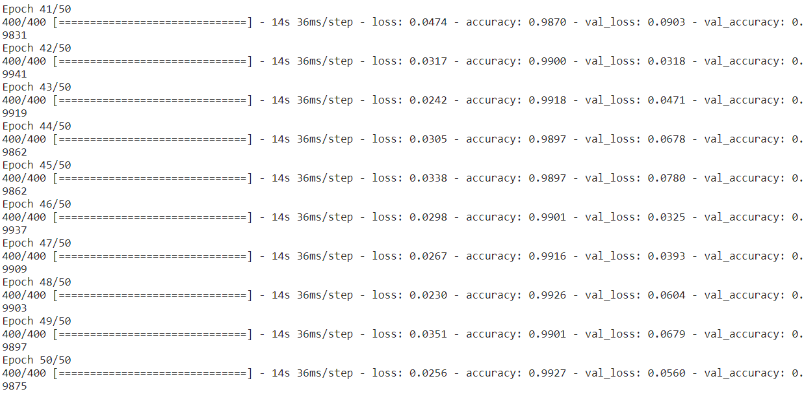 Epoch 41/50
400/400 [==============================] - 14s 36ms/step - loss: 0.0474 - accuracy: 0.9870 - val_loss: 0.0903 - val_accuracy: 0.
9831
Epoch 42/50
400/400 [==============================] - 14s 36ms/step - loss: 0.0317 - accuracy: 0.9900 - val_loss: 0.0318 - val_accuracy: 0.
9941
Epoch 43/50
400/400 [==============================] - 14s 36ms/step - loss: 0.0242 - accuracy: 0.9918 - val_loss: 0.0471 - val_accuracy: 0.
9919
Epoch 44/50
400/400 [==============================] - 14s 36ms/step - loss: 0.0305 - accuracy: 0.9897 - val_loss: 0.0678 - val_accuracy: 0.
9862
Epoch 45/50
400/400 [==============================] - 14s 36ms/step - loss: 0.0338 - accuracy: 0.9897 - val_loss: 0.0780 - val_accuracy: 0.
9862
Epoch 46/50
400/400 [==============================] - 14s 36ms/step - loss: 0.0298 - accuracy: 0.9901 - val_loss: 0.0325 - val_accuracy: 0.
9937
Epoch 47/50
400/400 [==============================] - 14s 36ms/step - loss: 0.0267 - accuracy: 0.9916 - val_loss: 0.0393 - val_accuracy: 0.
9909
Epoch 48/50
400/400 [==============================] - 14s 36ms/step - loss: 0.0230 - accuracy: 0.9926 - val_loss: 0.0604 - val_accuracy: 0.
9903
Epoch 49/50
400/400 [==============================] - 14s 36ms/step - loss: 0.0351 - accuracy: 0.9901 - val_loss: 0.0679 - val_accuracy: 0.
9897
Epoch 50/50
400/400 [==============================] - 14s 36ms/step - loss: 0.0256 - accuracy: 0.9927 - val_loss: 0.0560 - val_accuracy: 0.
9875